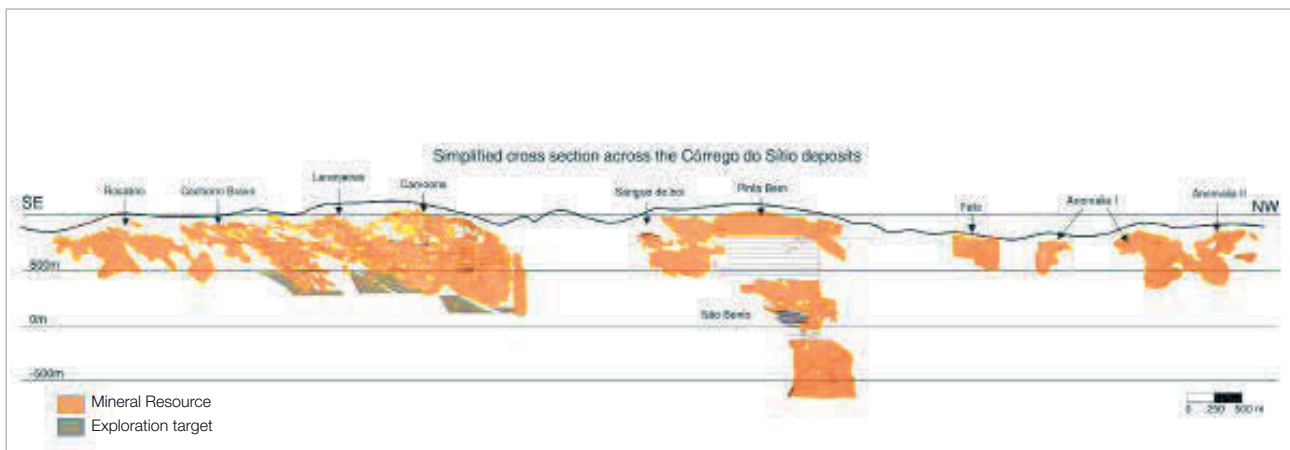 Simplified cross section across the Córrego do Sítio deposits
Rosalino
Cachorro Bravo
Laranjeiras
Carvoaria
Sangue de boi
Pinta Bem
Pato
Anomalia I
Anomalia II
SE
NW
500m
0m
São Bento
-500m
Mineral Resource
Exploration target
0 250 500 m